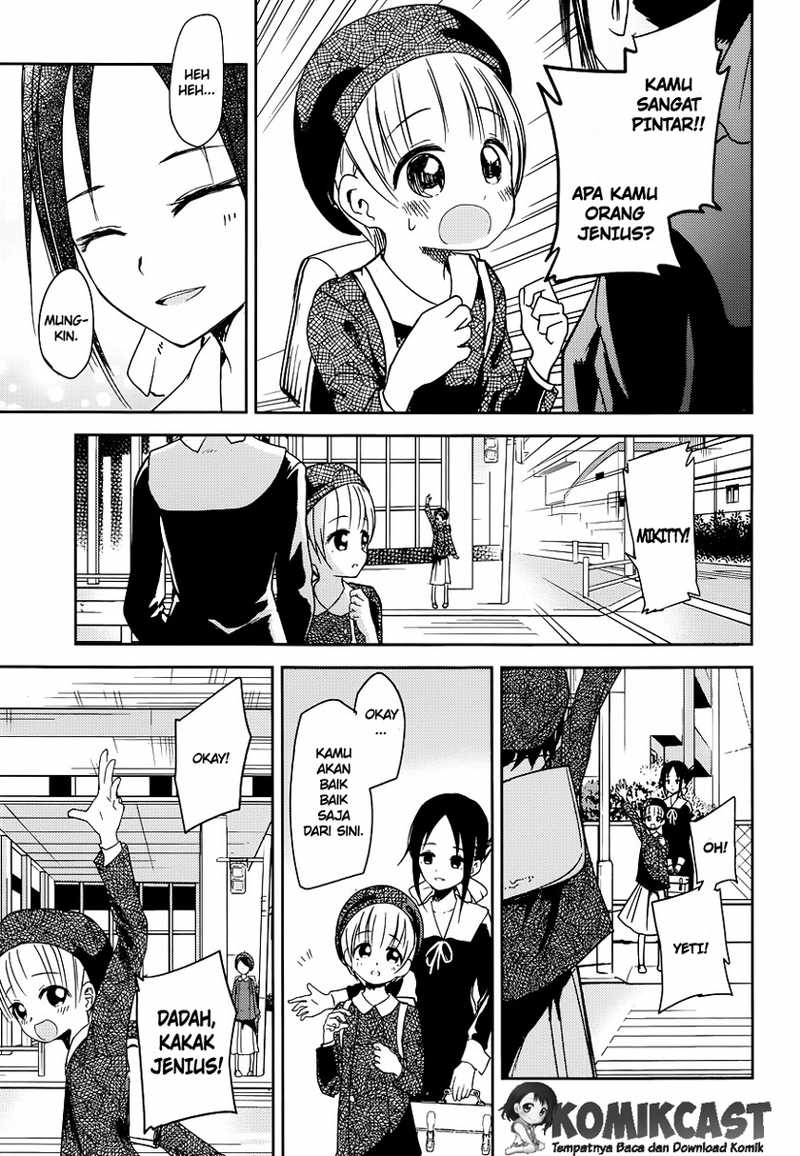 KAMU
SANGAT
PINTAR!!
APA KAMU
ORANG
JENIUS?
HEH
HEH...
MUNG-
KIN.
MIKITTY!
OH!
YETI!
OKAY
...
KAMU
AKAN
BAIK
BAIK
SAJA
DARI SINI.
OKAY!
DADAH,
KAKAK
JENIUS!
KOMIKCAST
Tempatnya Baca dan Download Komik